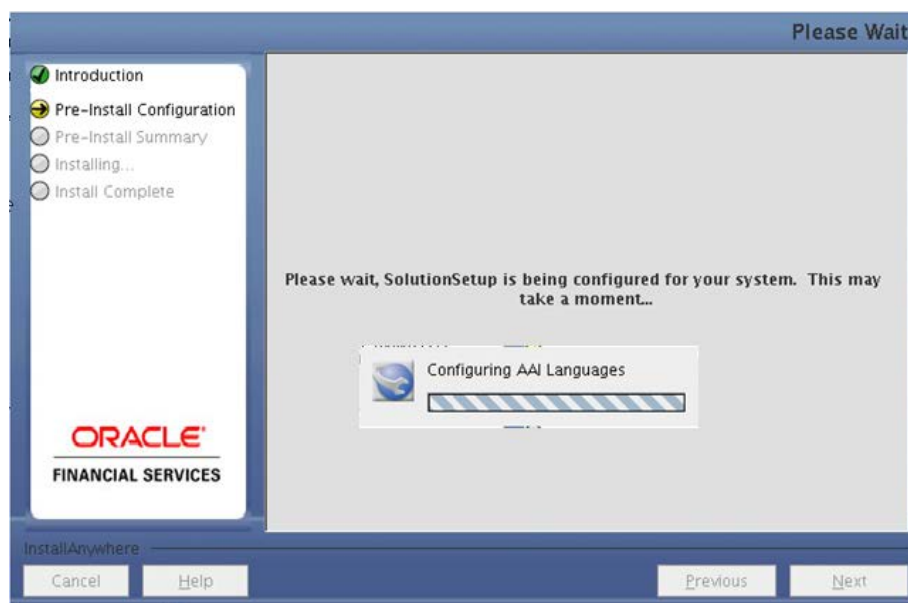 Please Wait
Introduction
Pre-Install Configuration
Pre-Install Summary
Installing...
Install Complete
Please wait, SolutionSetup is being configured for your system. This may
take a moment...
Configuring AAI Languages
ORACLE®
FINANCIAL SERVICES
InstallAnywhere
Cancel
Help
Previous
Next